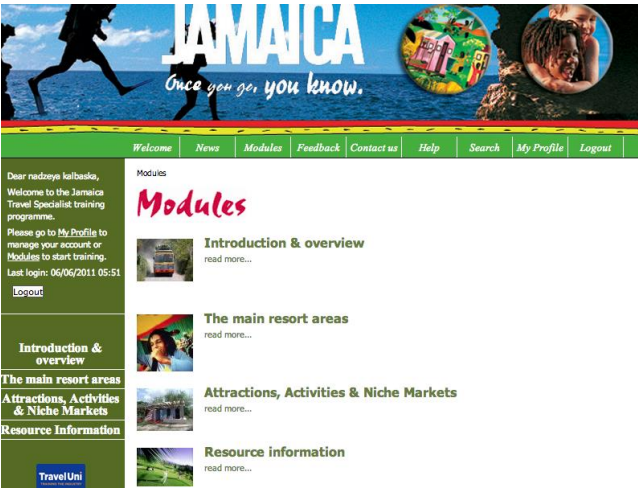 JAMAICA
Once you go, you know.
Welcome News Modules Feedback Contact us Help Search My Profile Logout
Dear nadzeya kalbaska,
Welcome to the Jamaica
Travel Specialist training
programme.
Please go to My Profile to
manage your account or
Modules to start training.
Last login: 06/06/2011 05:51
Logout
Introduction &
overview
The main resort areas
Attractions, Activities
& Niche Markets
Resource Information
TravelUni
TRAINING THE INDUSTRY
Modules
Modules
Introduction & overview
read more...
The main resort areas
read more...
Attractions, Activities & Niche Markets
read more...
Resource information
read more...